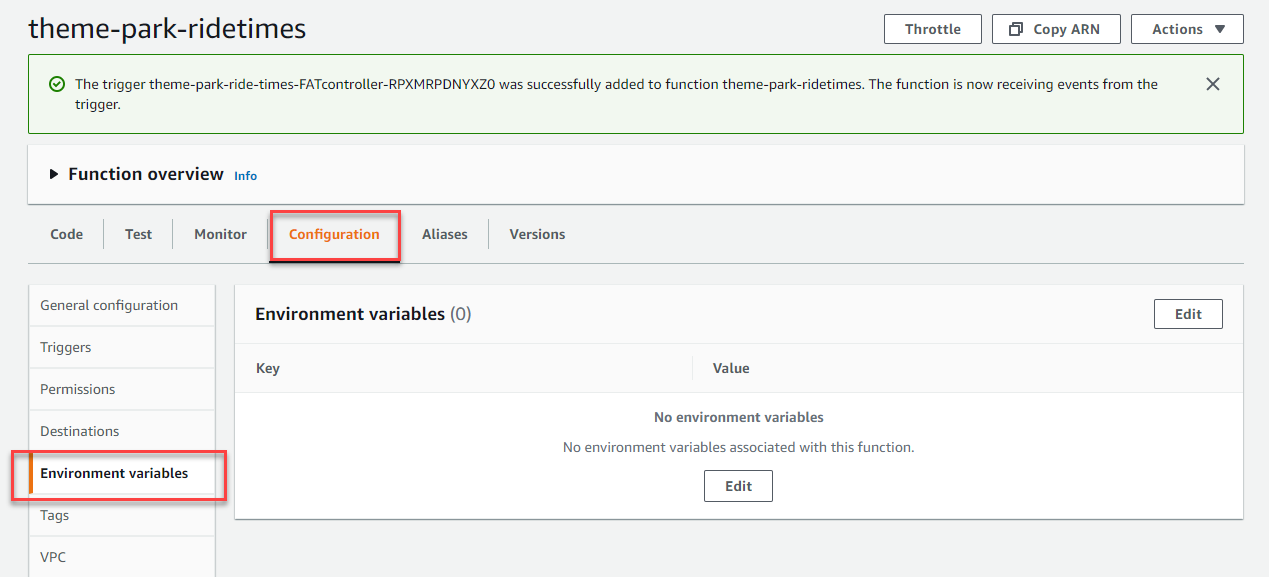 theme-park-ridetimes
Throttle
Copy ARN
Actions
The trigger theme-park-ride-times-FATcontroller-RPXMRPDNYXZ0 was successfully added to function theme-park-ridetimes. The function is now receiving events from the
trigger.
Function overview Info
Code
Test
Monitor
Configuration
Aliases
Versions
General configuration
Triggers
Permissions
Destinations
Environment variables
Tags
VPC
Environment variables (0)
Edit
Key
Value
No environment variables
No environment variables associated with this function.
Edit